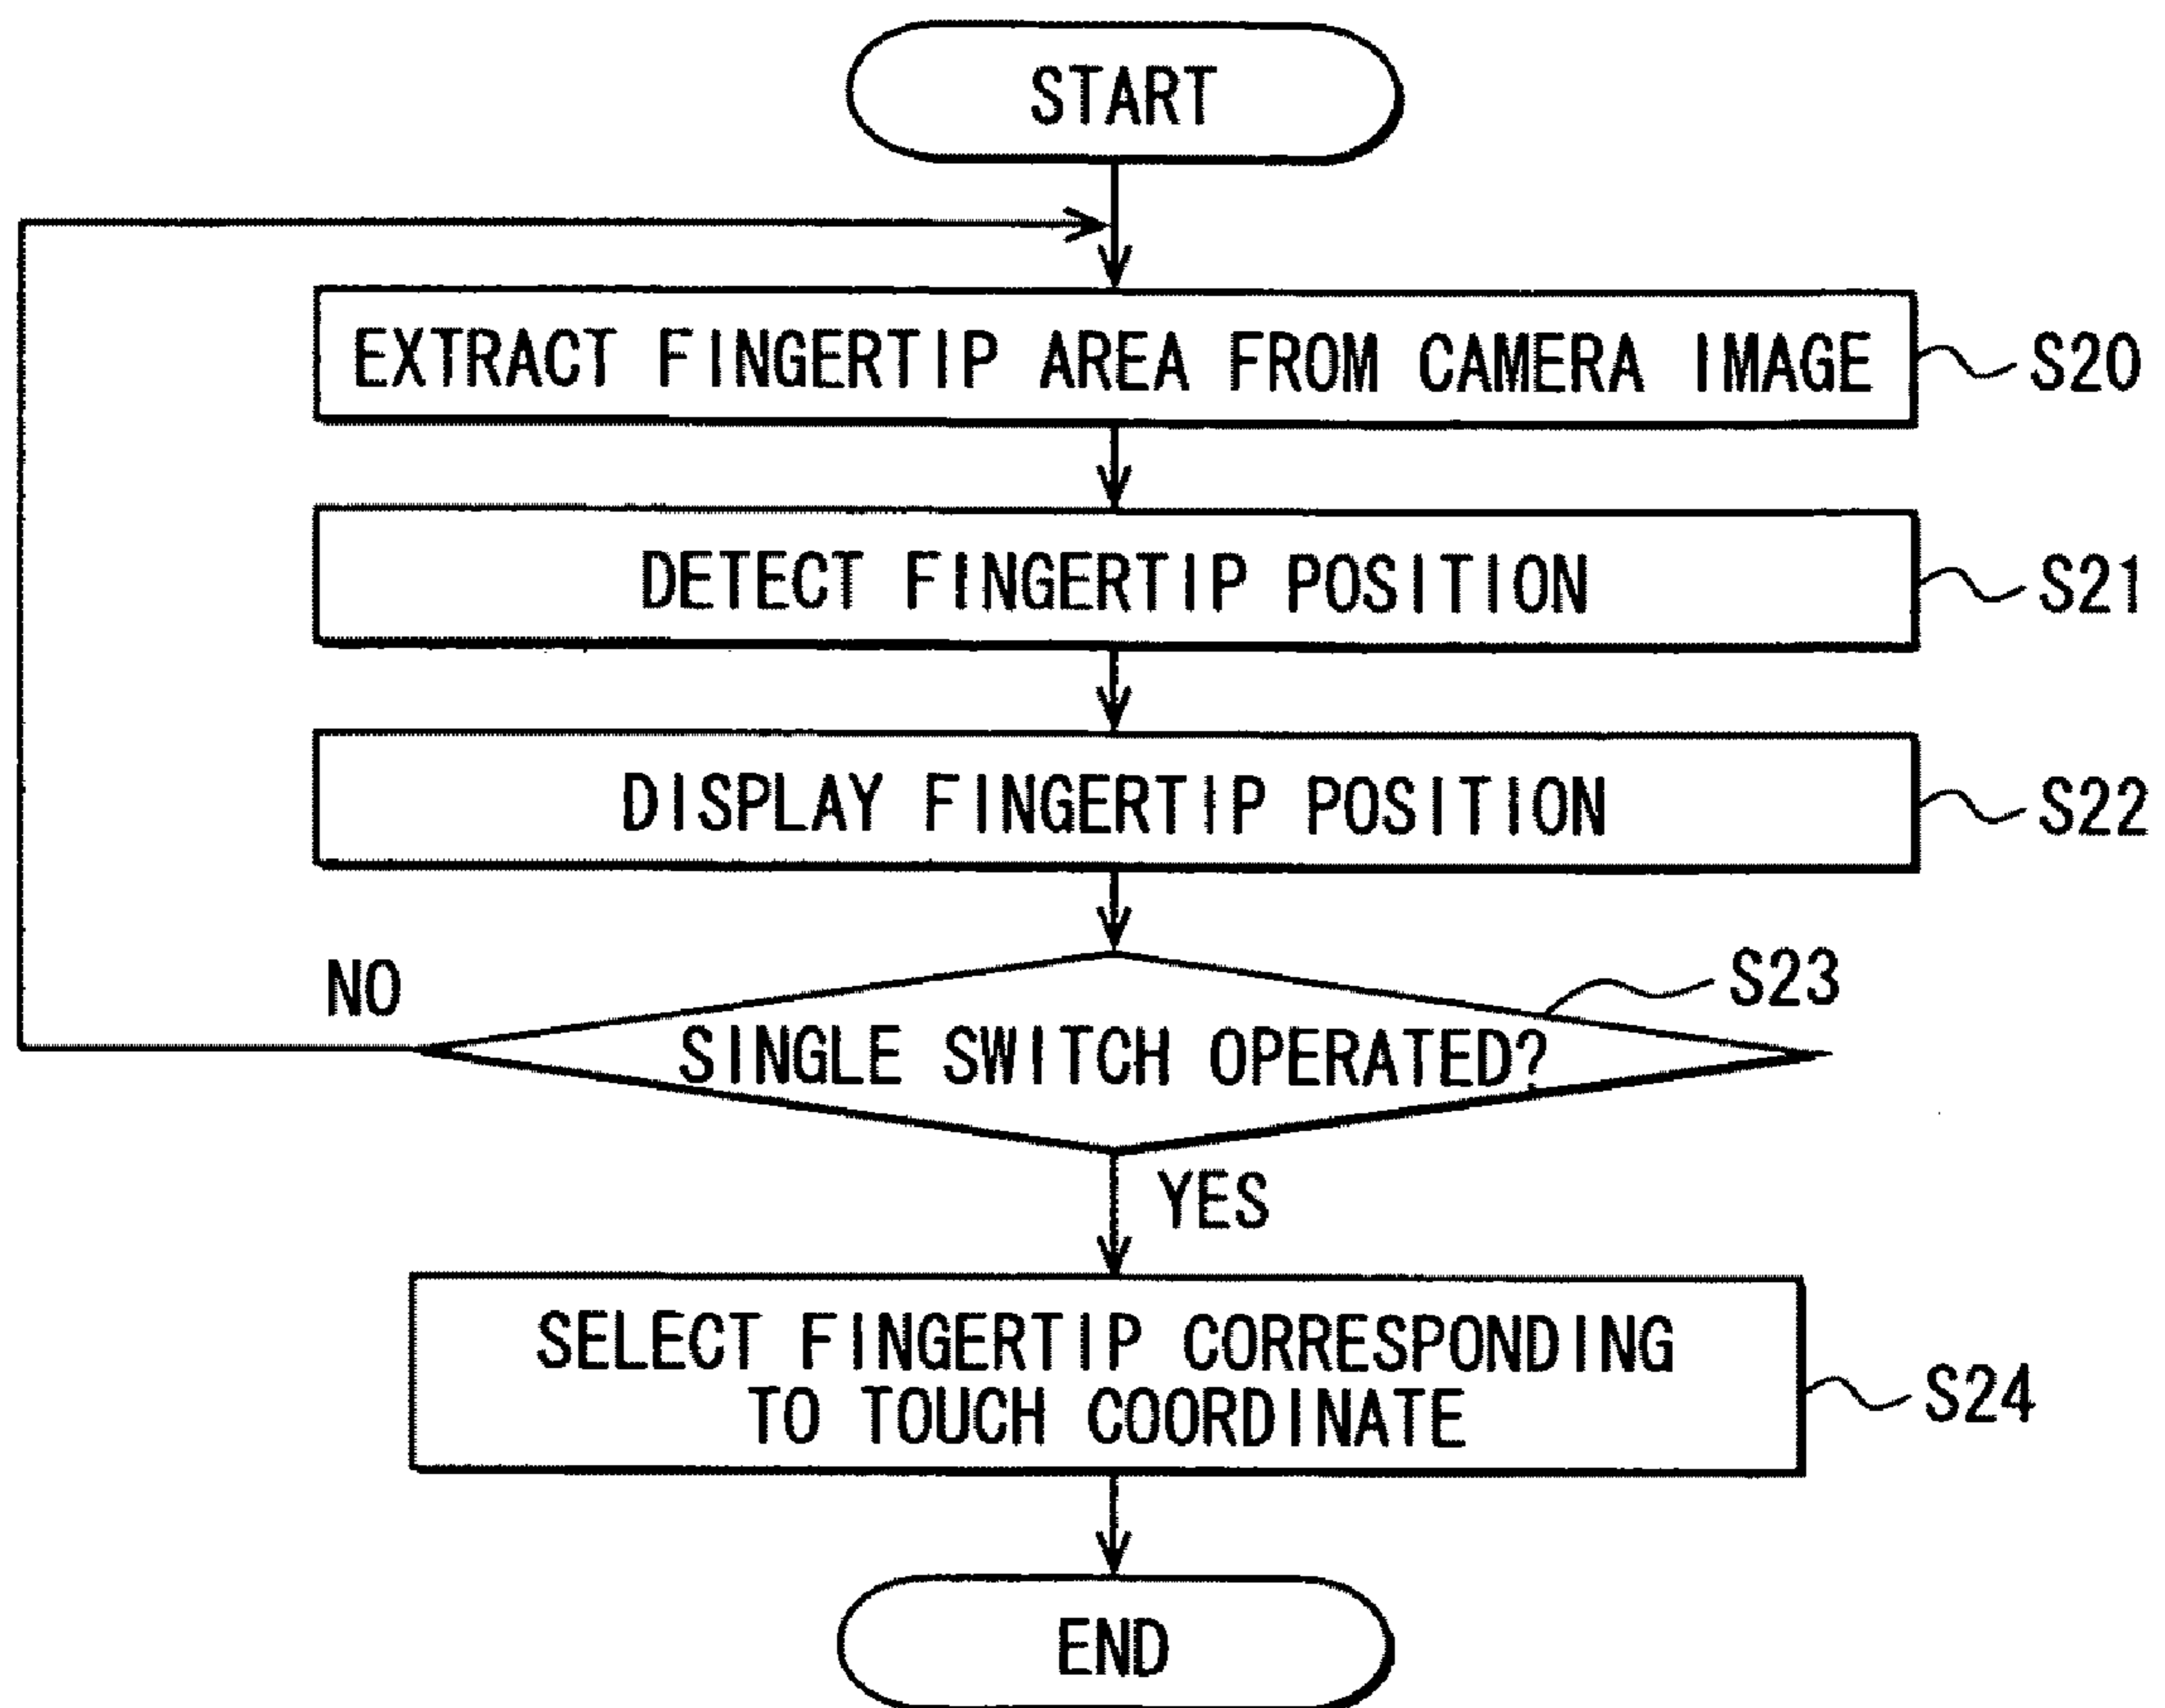 START
EXTRACT FINGERTIP AREA FROM CAMERA IMAGE
S20
DETECT FINGERTIP POSITION
S21
DISPLAY FINGERTIP POSITION
S22
NO
S23
SINGLE SWITCH OPERATED?
YES
SELECT FINGERTIP CORRESPONDING
TO TOUCH COORDINATE
S24
END